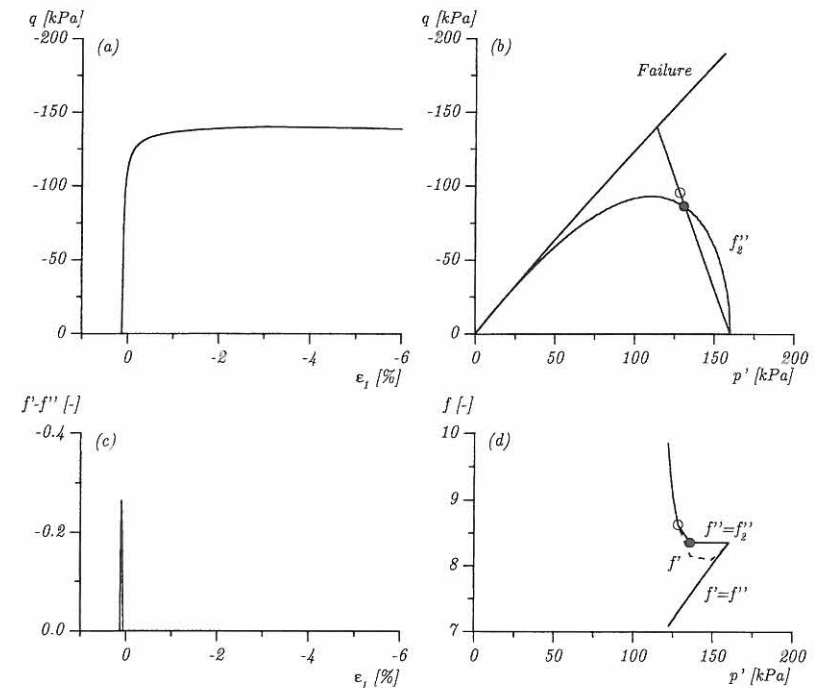 q [kPa]
-200
(a)
-150
-100
-50
0
0
-2
-4
-6
ε₁ [%]
q [kPa]
-200
(b)
Failure
-150
-100
-50
0
f₂''
0
50
100
150
200
p' [kPa]
f'-f'' [-]
-0.4
(c)
-0.2
0.0
0
-2
-4
-6
ε₁ [%]
f [-]
10
(d)
9
8
7
f''=f₂''
f'
f'=f''
0
50
100
150
200
p' [kPa]